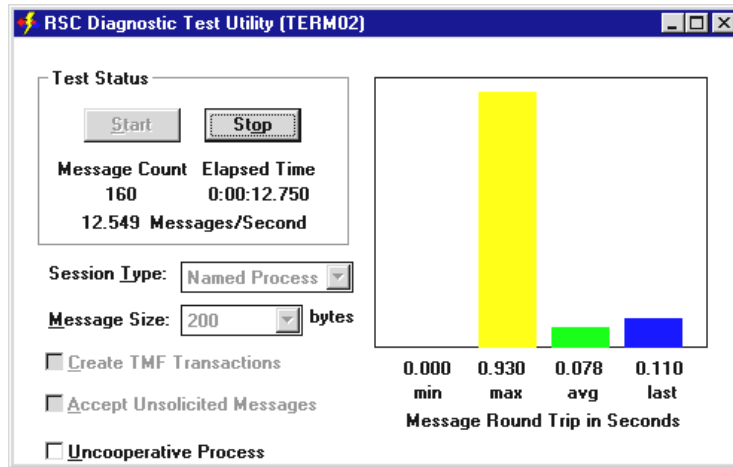 RSC Diagnostic Test Utility (TERM02)
Test Status
Start Stop
Message Count Elapsed Time
160 0:00:12.750
12.549 Messages/Second
Session Type: Named Process
Message Size: 200 bytes
Create TMF Transactions
Accept Unsolicited Messages
Uncooperative Process
0.000 0.930 0.078 0.110
min max avg last
Message Round Trip in Seconds